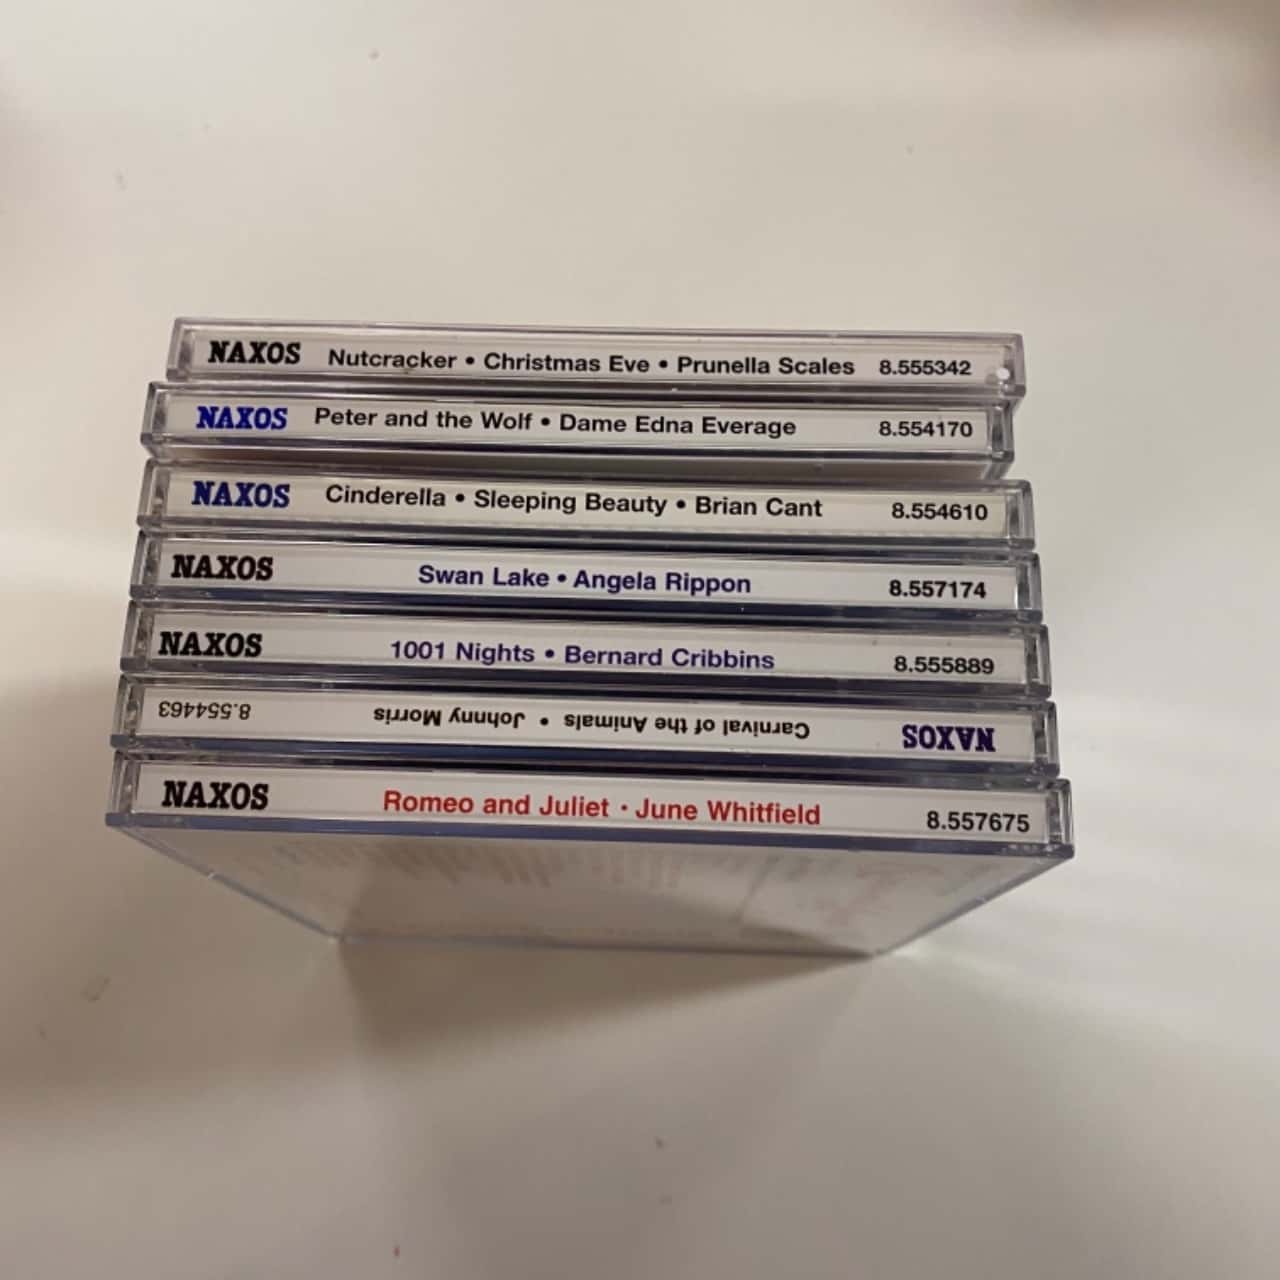 NAXOS Nutcracker • Christmas Eve • Prunella Scales 8.555342
NAXOS Peter and the Wolf • Dame Edna Everage 8.554170
NAXOS Cinderella • Sleeping Beauty • Brian Cant 8.554610
NAXOS Swan Lake • Angela Rippon 8.557174
NAXOS 1001 Nights • Bernard Cribbins 8.555889
NAXOS Carnival of the Animals • Johnny Morris 8.554463
NAXOS Romeo and Juliet · June Whitfield 8.557675